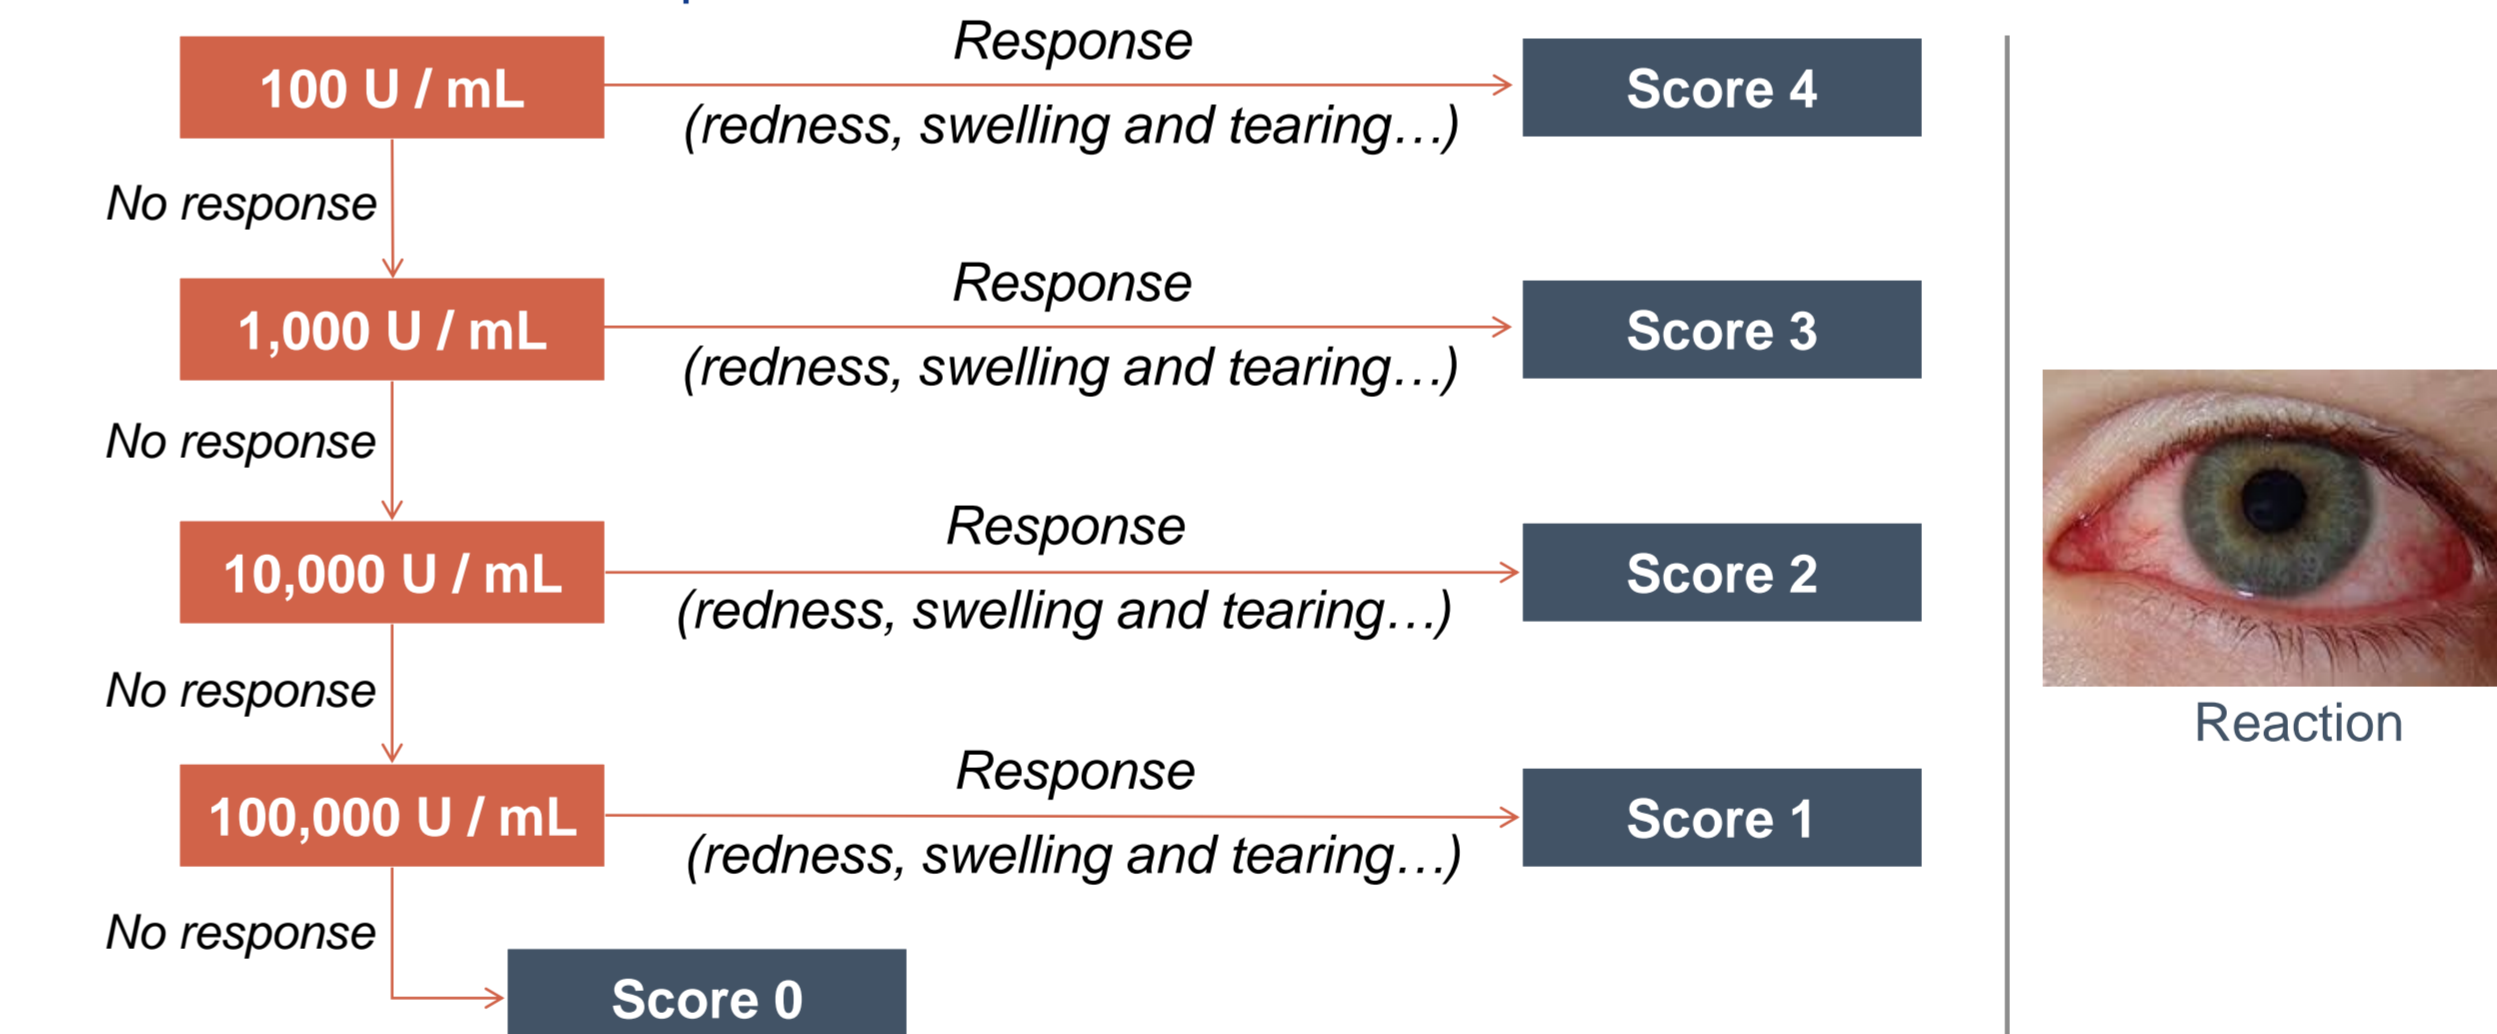 Response
100 U / mL
Score 4
(redness, swelling and tearing…)
No response
Response
1,000 U / mL
Score 3
(redness, swelling and tearing…)
No response
Response
10,000 U / mL
Score 2
(redness, swelling and tearing…)
No response
Reaction
Response
100,000 U / mL
Score 1
(redness, swelling and tearing…)
No response
Score 0